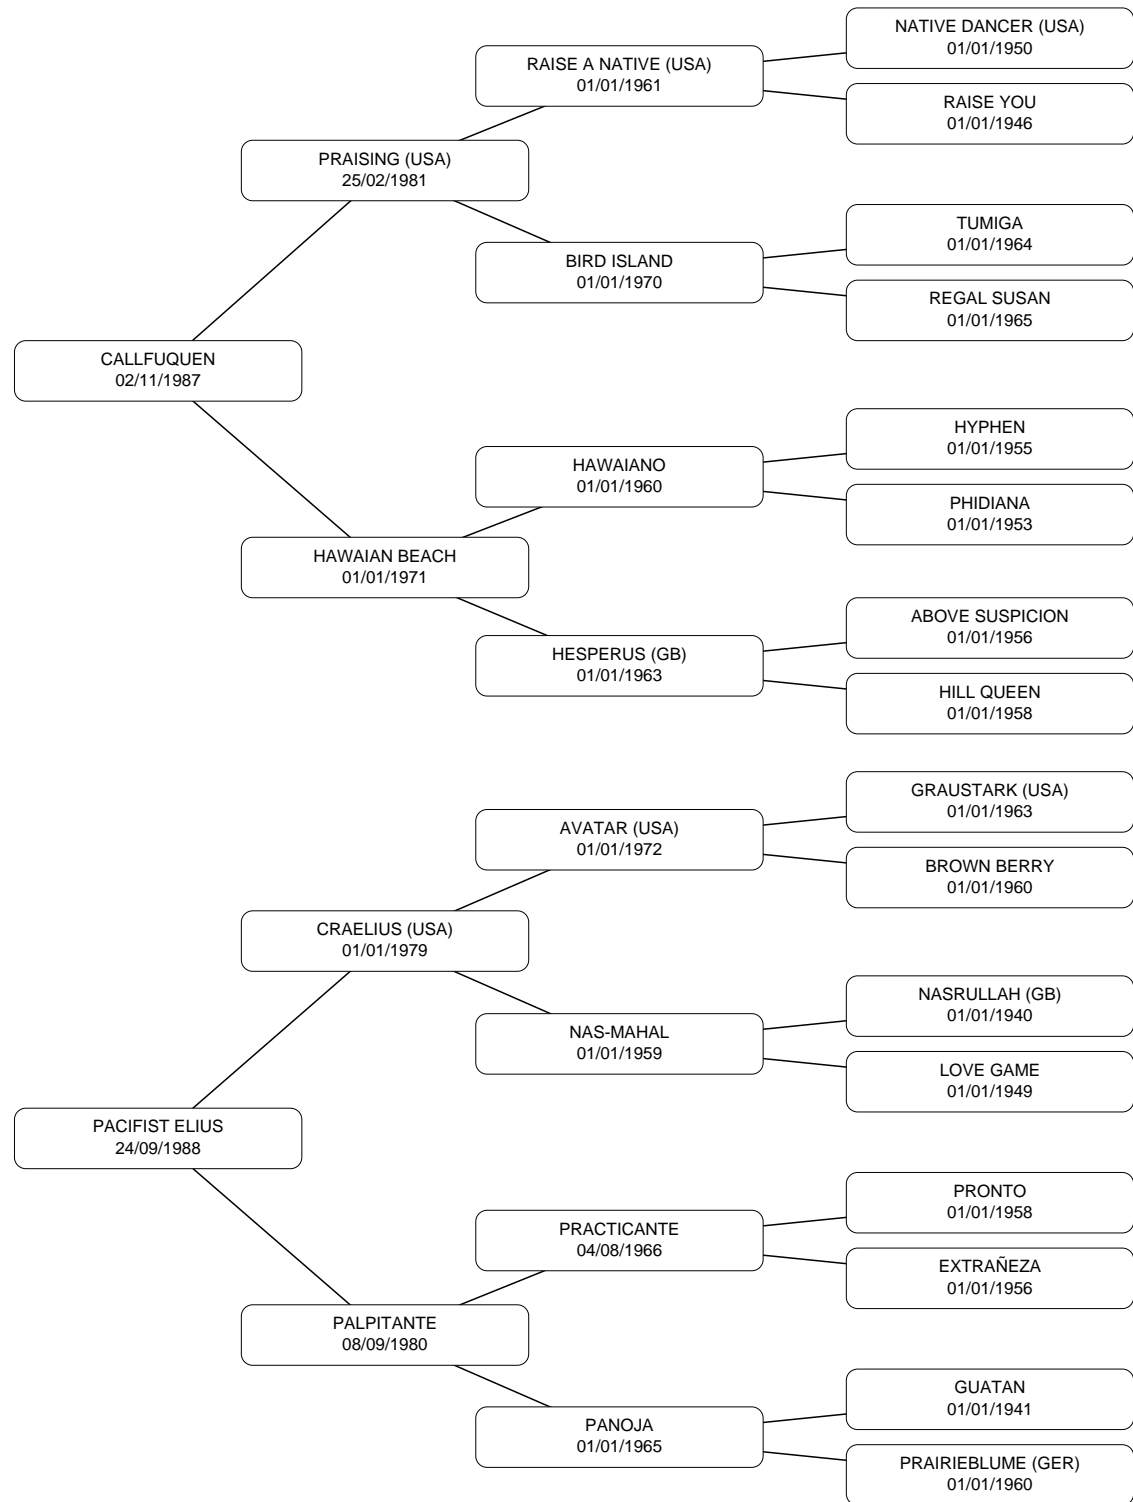 NATIVE DANCER (USA)
01/01/1950
RAISE A NATIVE (USA)
01/01/1961
RAISE YOU
01/01/1946
PRAISING (USA)
25/02/1981
TUMIGA
01/01/1964
BIRD ISLAND
01/01/1970
REGAL SUSAN
01/01/1965
CALLFUQUEN
02/11/1987
HYPHEN
01/01/1955
HAWAIANO
01/01/1960
PHIDIANA
01/01/1953
HAWAIAN BEACH
01/01/1971
ABOVE SUSPICION
01/01/1956
HESPERUS (GB)
01/01/1963
HILL QUEEN
01/01/1958
GRAUSTARK (USA)
01/01/1963
AVATAR (USA)
01/01/1972
BROWN BERRY
01/01/1960
CRAELIUS (USA)
01/01/1979
NASRULLAH (GB)
01/01/1940
NAS-MAHAL
01/01/1959
LOVE GAME
01/01/1949
PACIFIST ELIUS
24/09/1988
PRONTO
01/01/1958
PRACTICANTE
04/08/1966
EXTRAÑEZA
01/01/1956
PALPITANTE
08/09/1980
GUATAN
01/01/1941
PANOJA
01/01/1965
PRAIRIEBLUME (GER)
01/01/1960